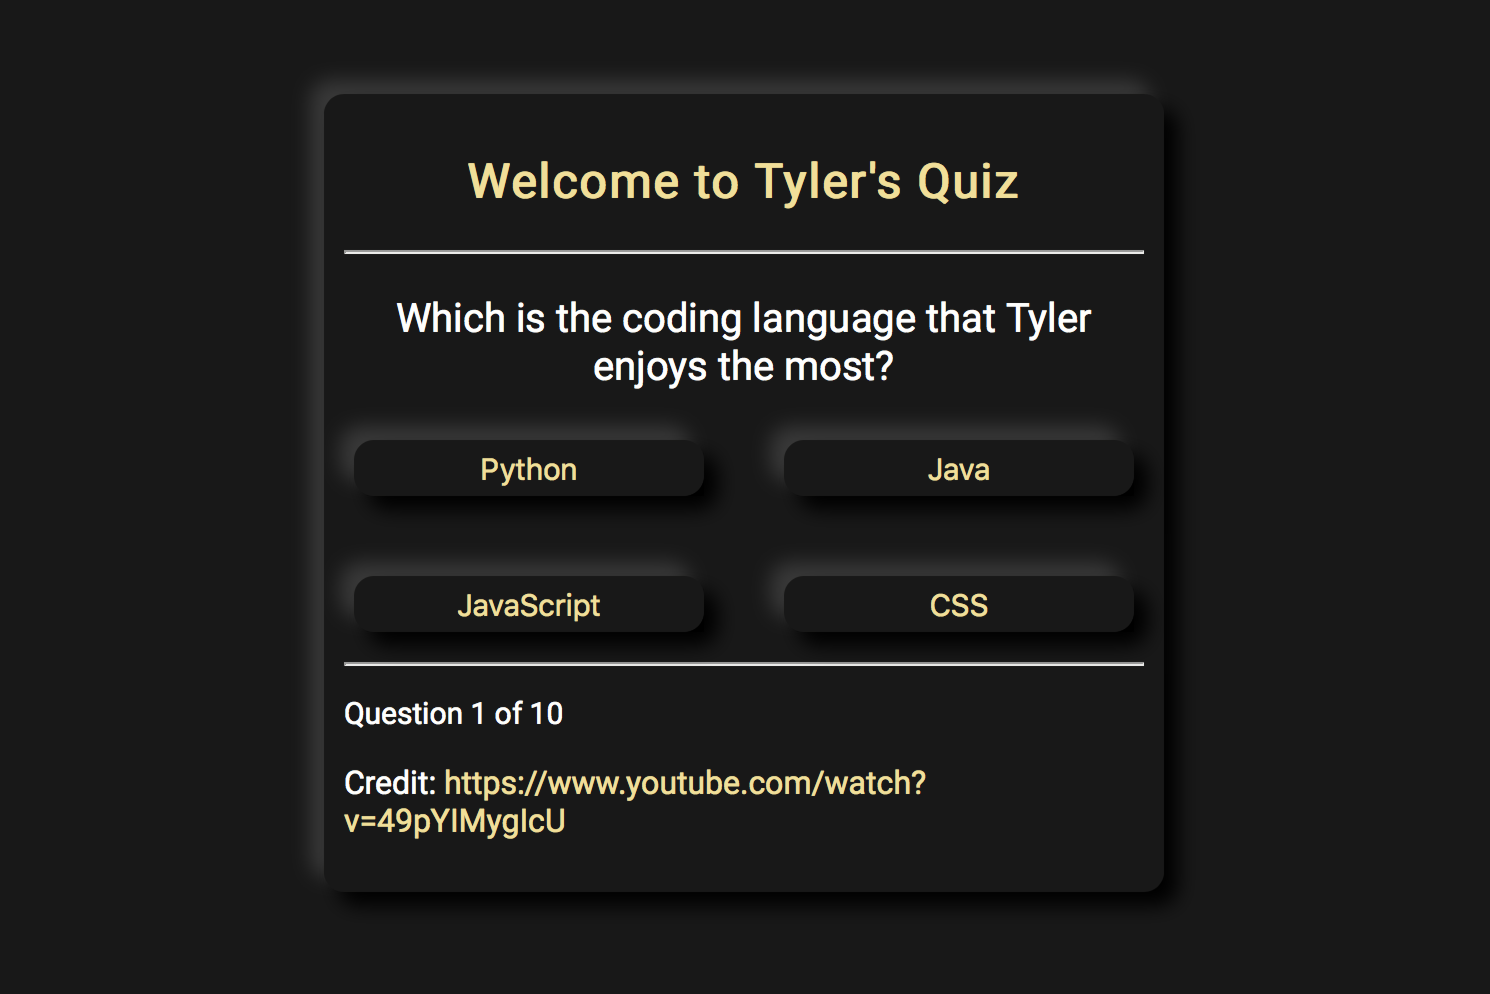 Welcome to Tyler's Quiz
Which is the coding language that Tyler
enjoys the most?
Python
Java
JavaScript
CSS
Question 1 of 10
Credit: https://www.youtube.com/watch?
v=49pYIMygIcU